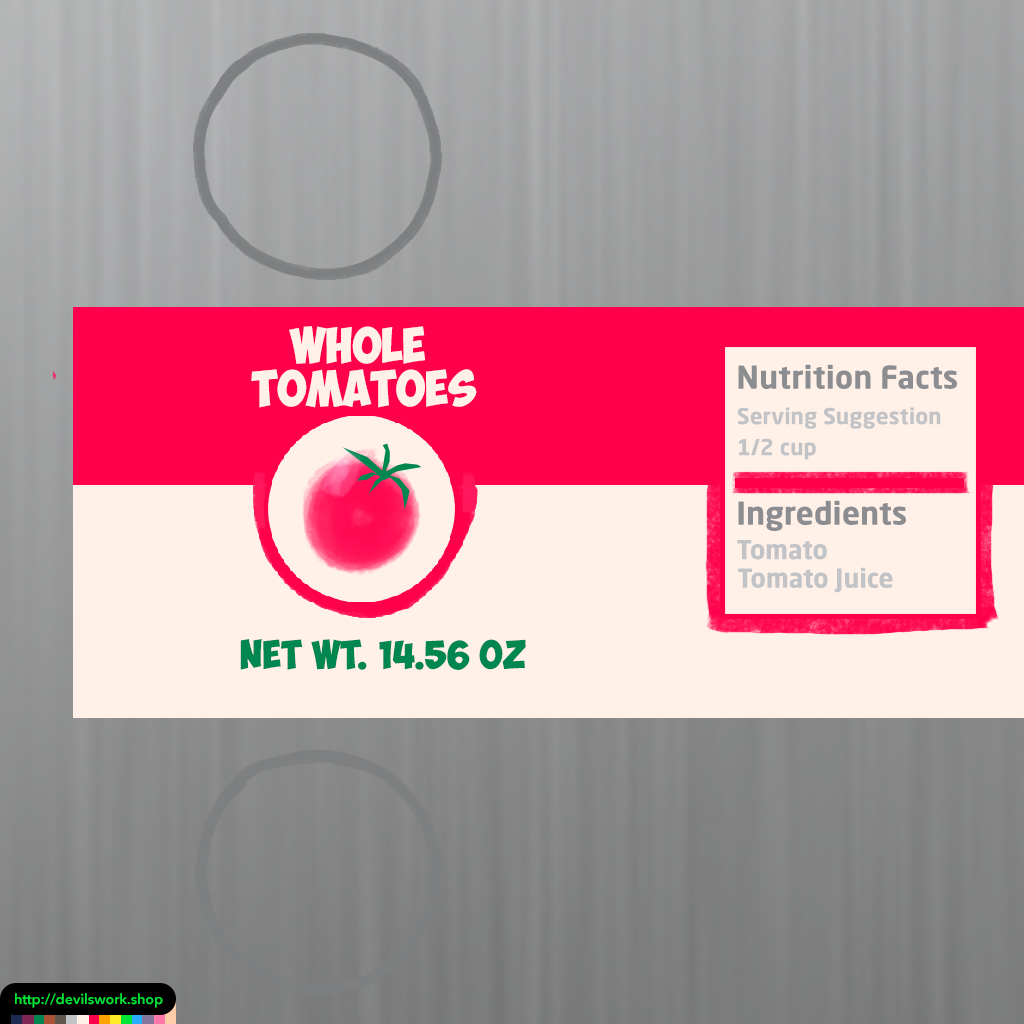 WHOLE
TOMATOES
NET WT. 14.56 OZ
Nutrition Facts
Serving Suggestion
1/2 cup
Ingredients
Tomato
Tomato Juice
http://devilswork.shop